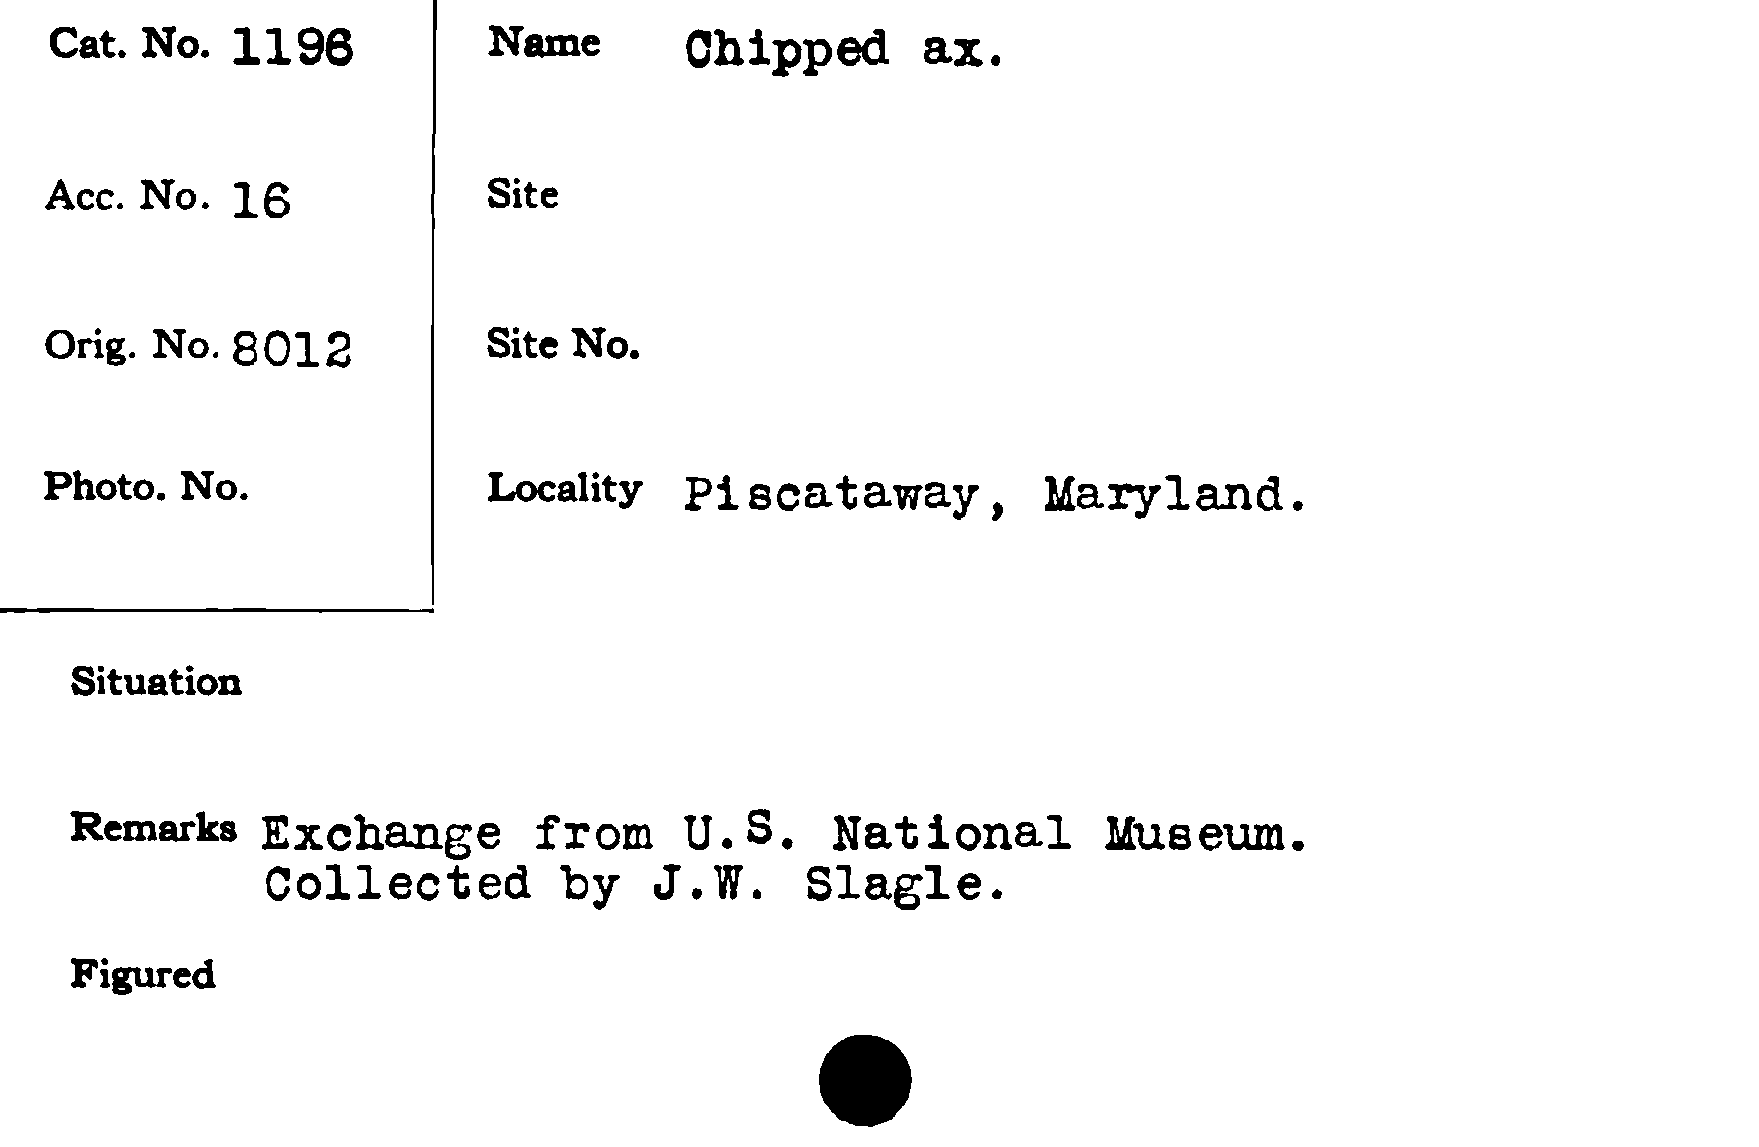 Cat. No. 1196
Name Chipped ax.
Acc. No. 16
Site
Orig. No. 8012
Site No.
Photo. No.
Locality Piscataway, Maryland.
Situation
Remarks Exchange from U.S. National Museum.
Collected by J.W. Slagle.
Figured